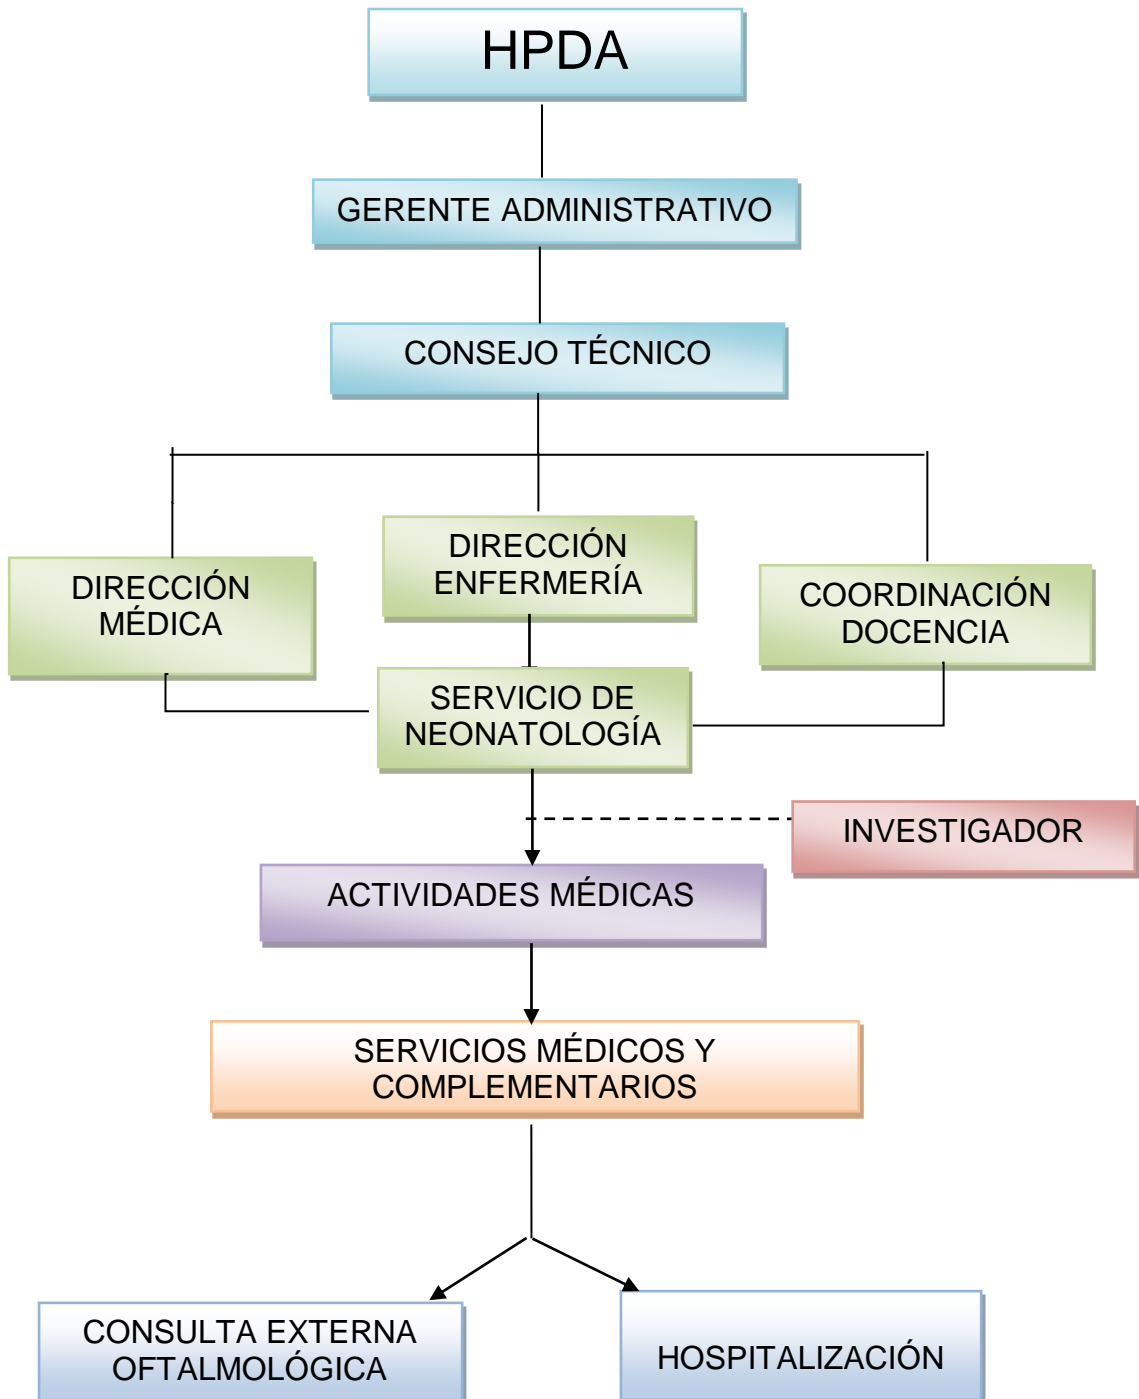 HPDA
GERENTE ADMINISTRATIVO
CONSEJO TÉCNICO
DIRECCIÓN
MÉDICA
DIRECCIÓN
ENFERMERÍA
COORDINACIÓN
DOCENCIA
SERVICIO DE
NEONATOLOGÍA
INVESTIGADOR
ACTIVIDADES MÉDICAS
SERVICIOS MÉDICOS Y
COMPLEMENTARIOS
CONSULTA EXTERNA
OFTALMOLÓGICA
HOSPITALIZACIÓN